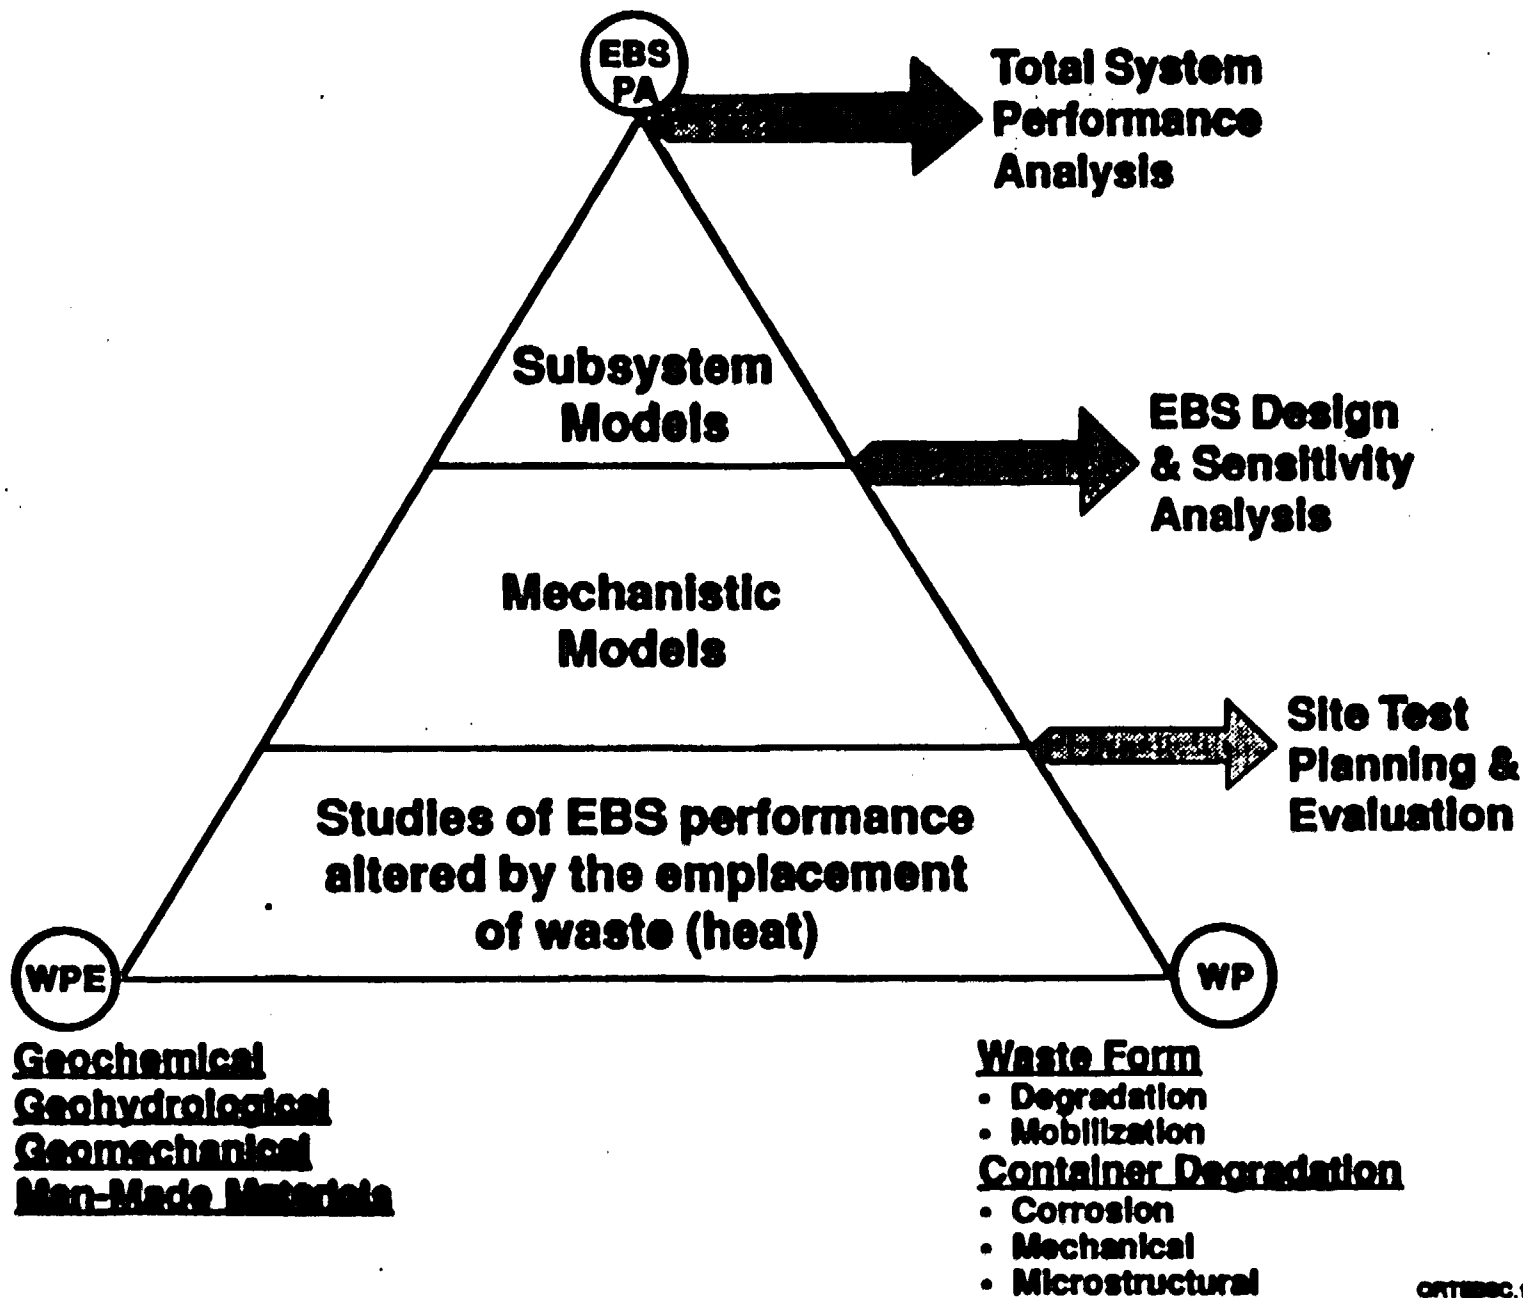 EBS
PA
Total System
Performance
Analysis
Subsystem
Models
EBS Design
& Sensitivity
Analysis
Mechanistic
Models
Site Test
Planning &
Evaluation
Studies of EBS performance
altered by the emplacement
of waste (heat)
WPE
WP
Geochemical
Geohydrological
Geomechanical
Man-Made Materials
Waste Form
• Degradation
• Mobilization
Container Degradation
• Corrosion
• Mechanical
• Microstructural